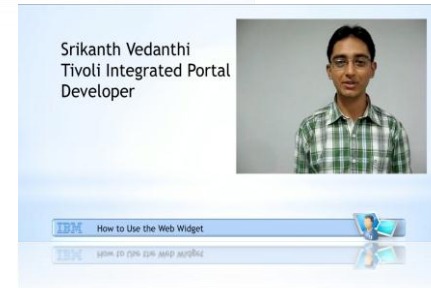 Srikanth Vedanthi
Tivoli Integrated Portal
Developer
IBM How to Use the Web Widget